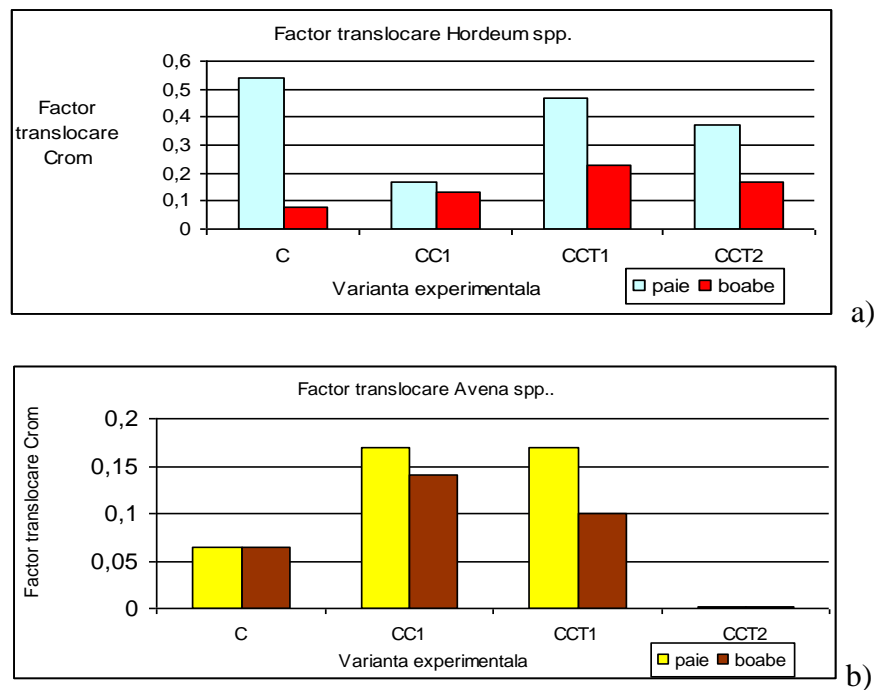 Factor translocare Hordeum spp.
Factor
translocare
Crom
0,6
0,5
0,4
0,3
0,2
0,1
0
C CC1 CCT1 CCT2
Varianta experimentala
paie boabe
a)
Factor translocare Avena spp..
Factor translocare Crom
0,2
0,15
0,1
0,05
0
C CC1 CCT1 CCT2
Varianta experimentala
paie boabe
b)